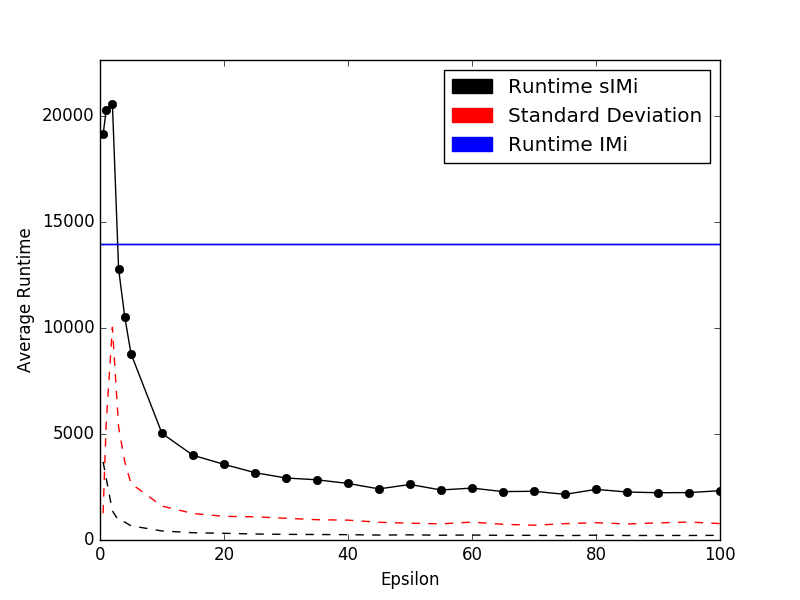 Runtime sIMi
Standard Deviation
Runtime IMi
20000
15000
10000
5000
0
Average Runtime
0 20 40 60 80 100
Epsilon